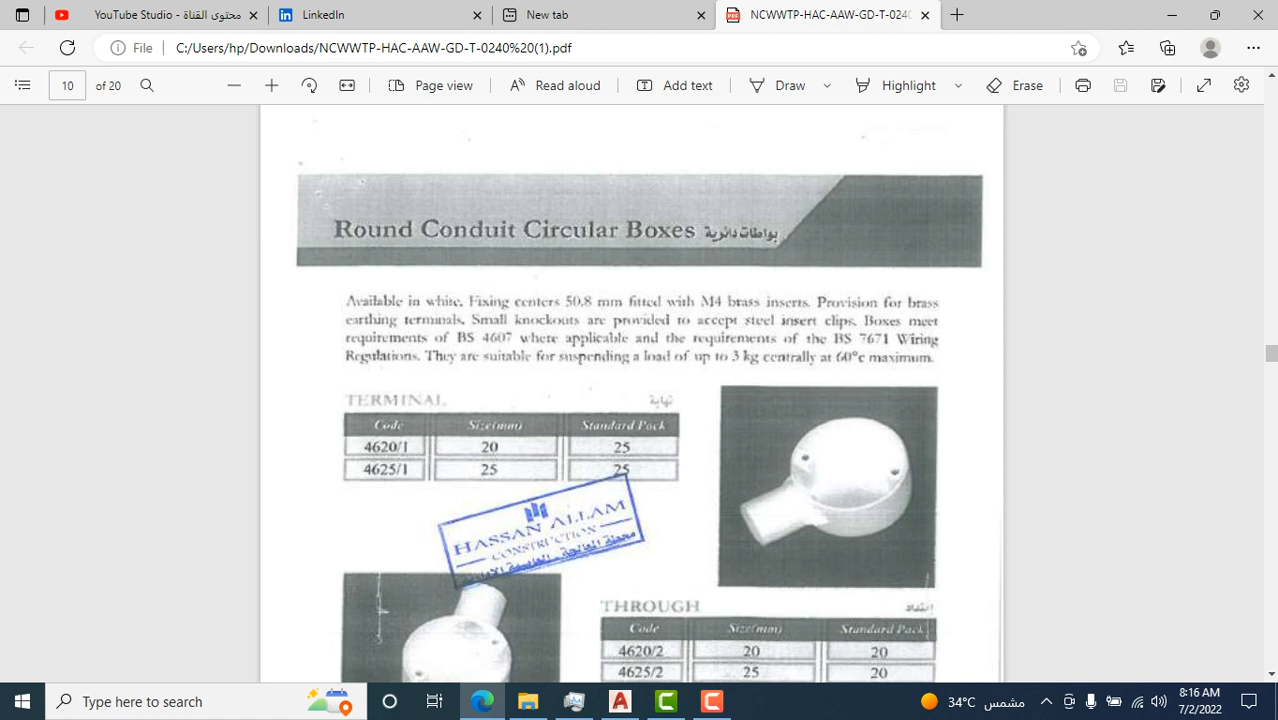 YouTube Studio - محتوى القناة
LinkedIn
New tab
NCWWTP-HAC-AAW-GD-T-0240
File
C:/Users/hp/Downloads/NCWWTP-HAC-AAW-GD-T-0240%20(1).pdf
10 of 20
Page view
Read aloud
Add text
Draw
Highlight
Erase
Round Conduit Circular Boxes بواطات دائرية
Available in white. Fixing centers 50.8 mm fitted with M4 brass inserts. Provision for brass
earthing terminals. Small knockouts are provided to accept steel insert clips. Boxes meet
requirements of BS 4607 where applicable and the requirements of the BS 7671 Wiring
Regulations. They are suitable for suspending a load of up to 3 kg centrally at 60°c maximum.
TERMINAL نهاية
Code Size(mm) Standard Pack
4620/1 20 25
4625/1 25 25
HASSAN ALLAM
CONSTRUCTION
محطة المعالجة العاصمة
THROUGH
Code Size(mm) Standard Pack
4620/2 20 20
4625/2 25 20
Type here to search
34°C مشمس
8:16 AM
7/2/2022